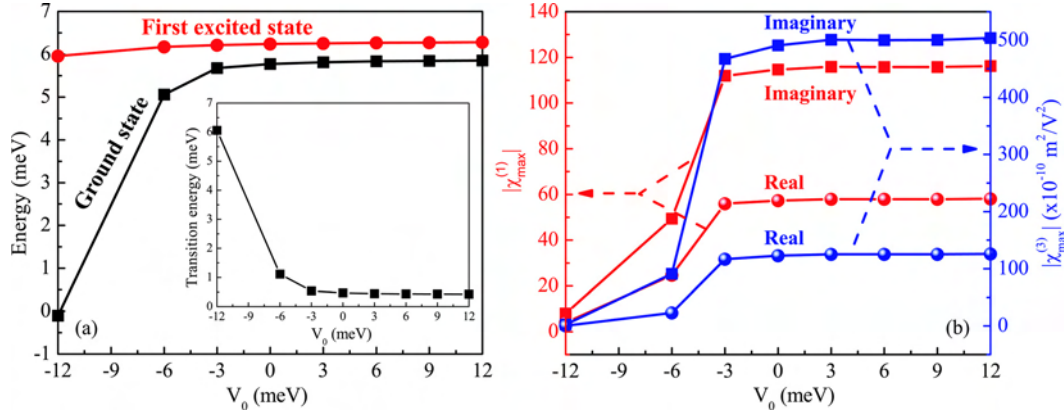 7
6
5
4
3
2
1
0
-1
Energy (meV)
First excited state
Ground state
7
6
5
4
3
2
1
0
Transition energy (meV)
-12 -9 -6 -3 0 3 6 9 12
V0 (meV)
(a)
-12 -9 -6 -3 0 3 6 9 12
V0 (meV)
140
120
100
80
60
40
20
0
|χ(1)max|
Imaginary
Imaginary
Real
Real
(b)
500
400
300
200
100
0
|χ(3)max| (x10-10 m2/V2)
-12 -9 -6 -3 0 3 6 9 12
V0 (meV)